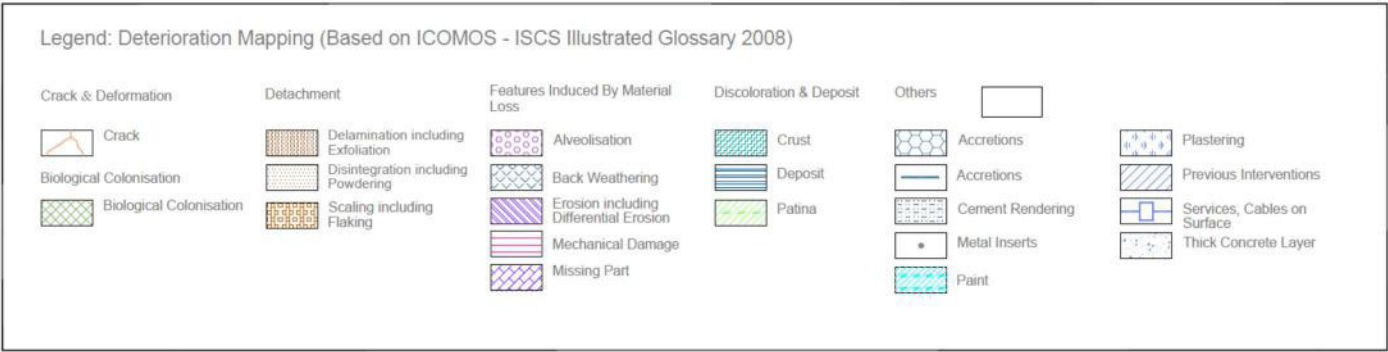 Legend: Deterioration Mapping (Based on ICOMOS - ISCS Illustrated Glossary 2008)
Crack & Deformation
Crack
Biological Colonisation
Biological Colonisation
Detachment
Delamination including
Exfoliation
Disintegration including
Powdering
Scaling including
Flaking
Features Induced By Material
Loss
Alveolisation
Back Weathering
Erosion including
Differential Erosion
Mechanical Damage
Missing Part
Discoloration & Deposit
Crust
Deposit
Patina
Others
Accretions
Accretions
Cement Rendering
Metal Inserts
Paint
Plastering
Previous Interventions
Services, Cables on
Surface
Thick Concrete Layer